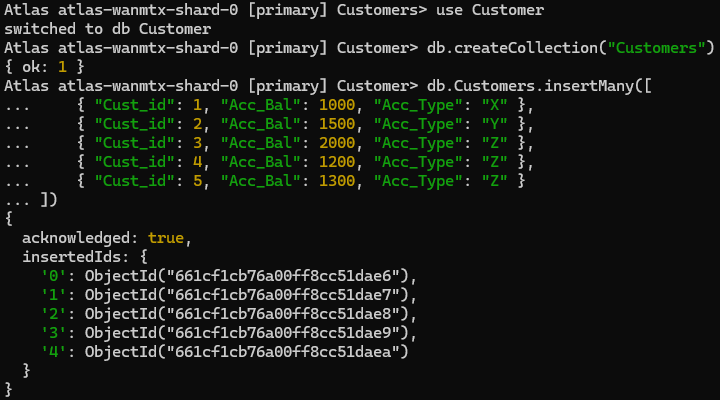 Atlas atlas-wanmtx-shard-0 [primary] Customers> use Customer
switched to db Customer
Atlas atlas-wanmtx-shard-0 [primary] Customer> db.createCollection("Customers")
{ ok: 1 }
Atlas atlas-wanmtx-shard-0 [primary] Customer> db.Customers.insertMany([
...     { "Cust_id": 1, "Acc_Bal": 1000, "Acc_Type": "X" },
...     { "Cust_id": 2, "Acc_Bal": 1500, "Acc_Type": "Y" },
...     { "Cust_id": 3, "Acc_Bal": 2000, "Acc_Type": "Z" },
...     { "Cust_id": 4, "Acc_Bal": 1200, "Acc_Type": "Z" },
...     { "Cust_id": 5, "Acc_Bal": 1300, "Acc_Type": "Z" }
... ])
{
  acknowledged: true,
  insertedIds: {
    '0': ObjectId("661cf1cb76a00ff8cc51dae6"),
    '1': ObjectId("661cf1cb76a00ff8cc51dae7"),
    '2': ObjectId("661cf1cb76a00ff8cc51dae8"),
    '3': ObjectId("661cf1cb76a00ff8cc51dae9"),
    '4': ObjectId("661cf1cb76a00ff8cc51daea")
  }
}